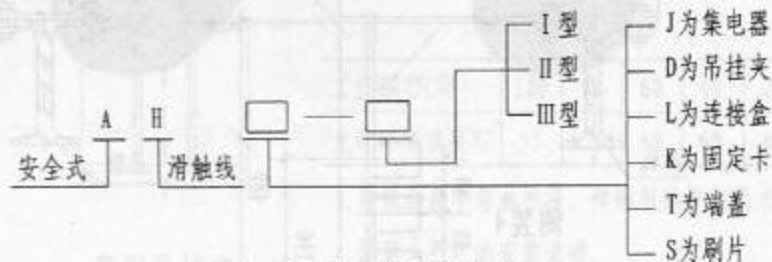 I型
J为集电器
II型
D为吊挂夹
III型
L为连接盒
A H □ — □
K为固定卡
安全式 滑触线
T为端盖
S为刷片